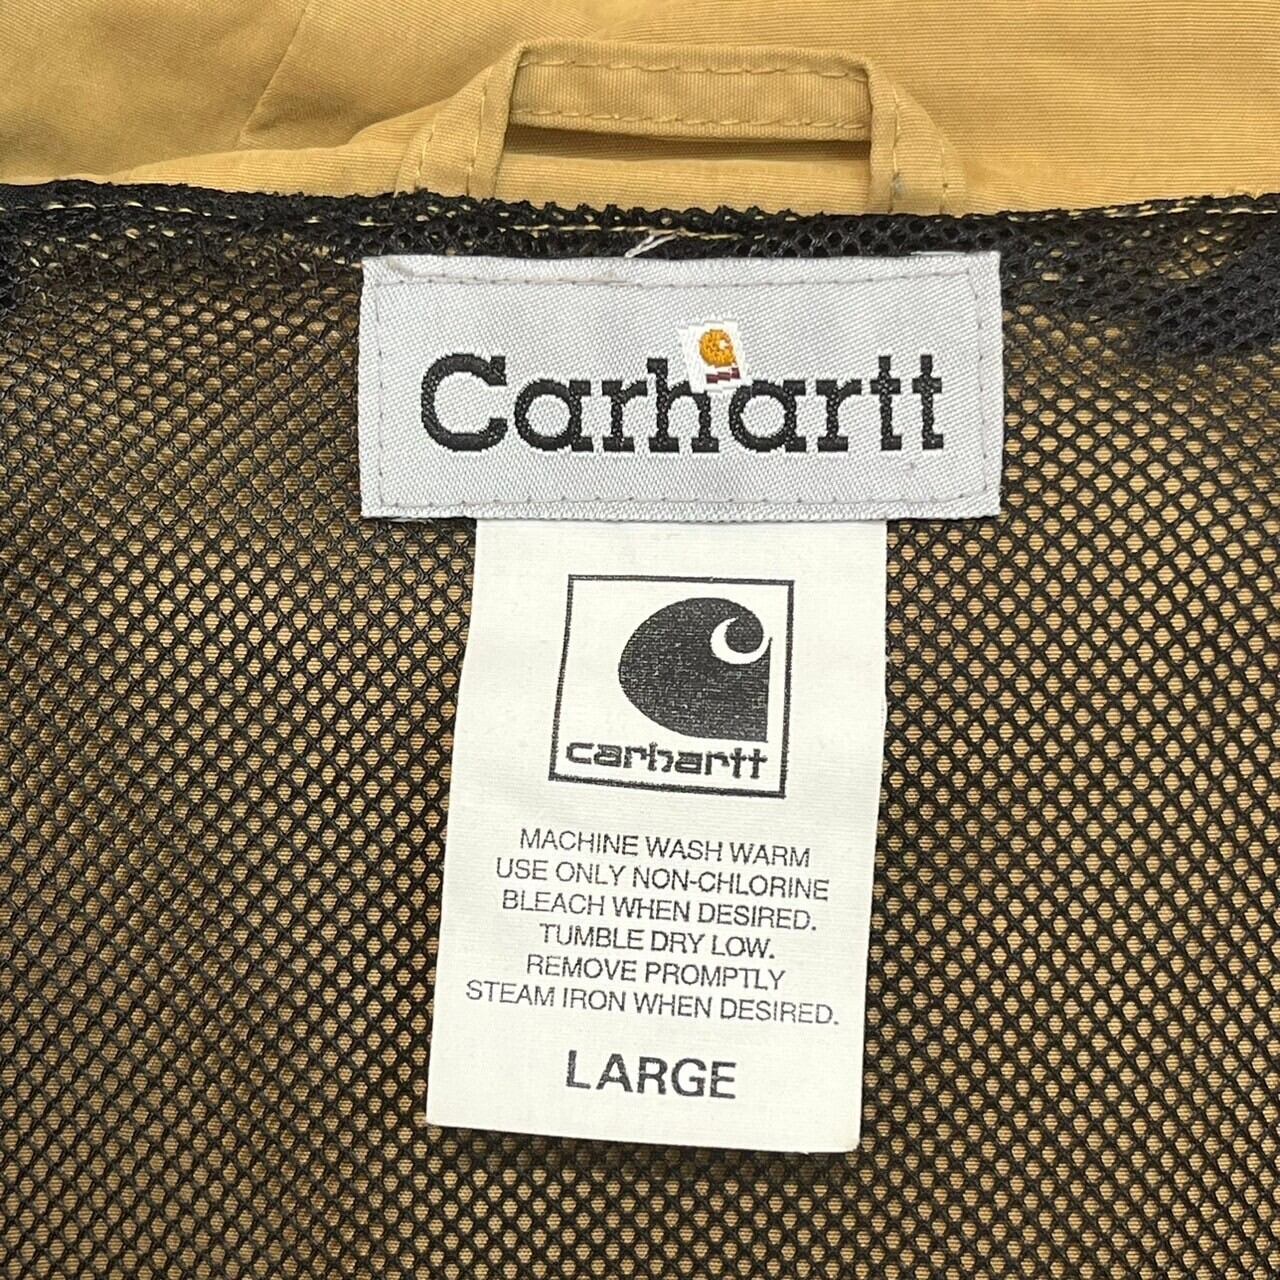 Carhartt
carhartt
MACHINE WASH WARM
USE ONLY NON-CHLORINE
BLEACH WHEN DESIRED.
TUMBLE DRY LOW.
REMOVE PROMPTLY
STEAM IRON WHEN DESIRED.
LARGE